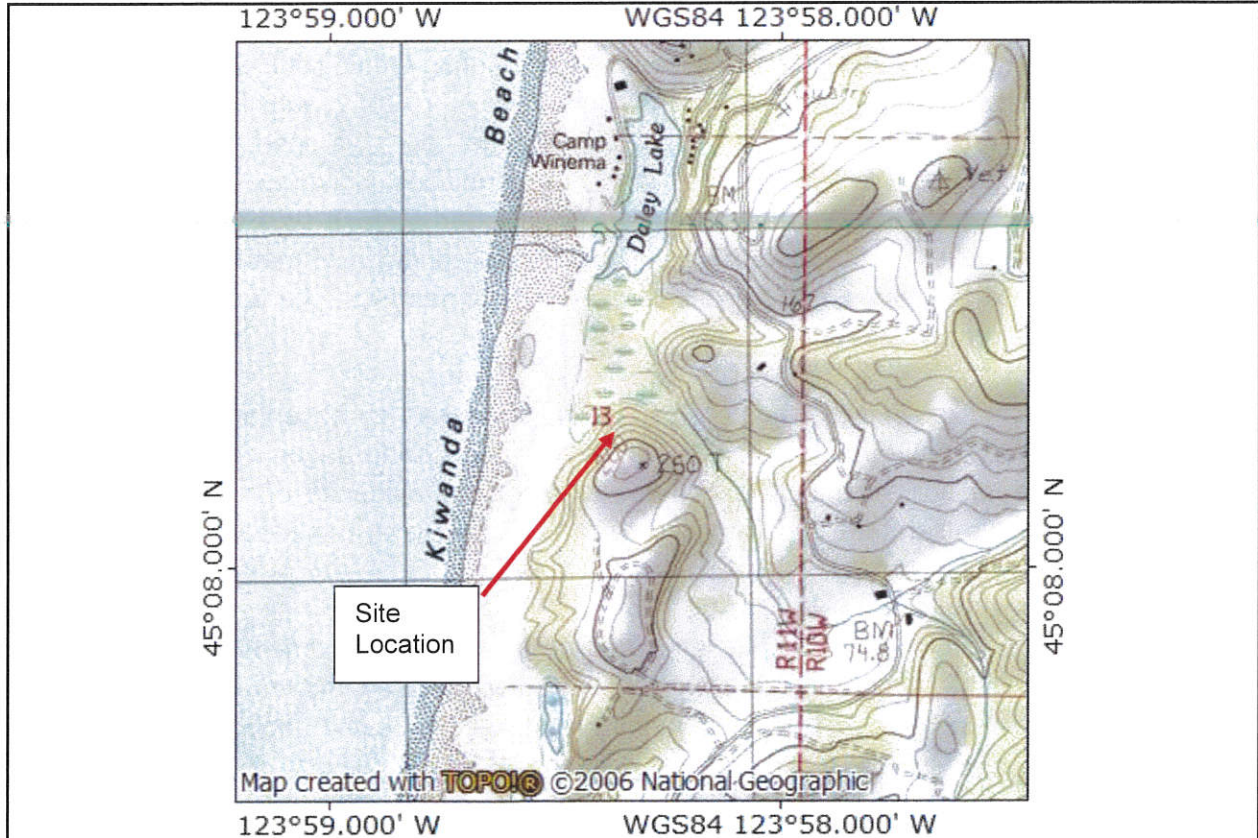 123°59.000' W
WGS84 123°58.000' W
Beach
Camp
Winema
Daley Lake
BM
13
260 T
Kiwanda
45°08.000' N
45°08.000' N
Site
Location
R11W
R10W
BM
74.8
Map created with TOPO!® ©2006 National Geographic
123°59.000' W
WGS84 123°58.000' W